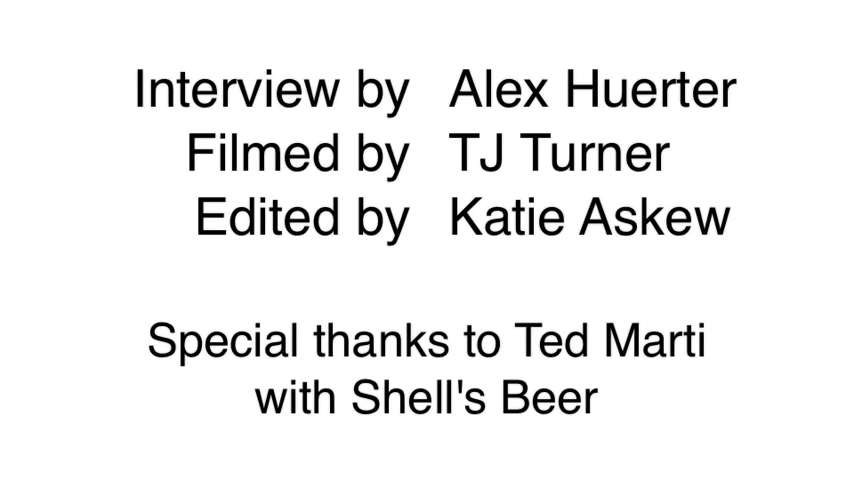 Interview by Alex Huerter
Filmed by TJ Turner
Edited by Katie Askew
Special thanks to Ted Marti
with Shell's Beer